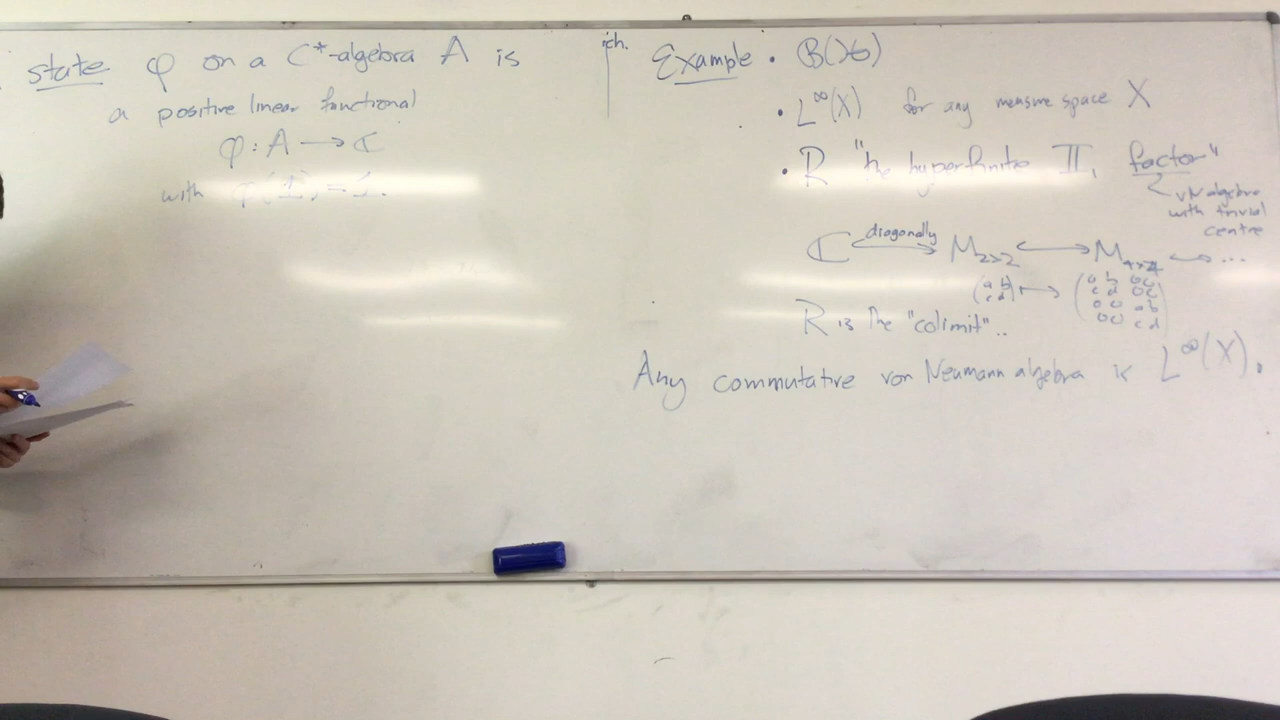 state φ on a C*-algebra A is
a positive linear functional
φ : A → ℂ
with φ(1) = 1.
ich.
Example • B(ℋ)
• L^∞(X) for any measure space X
• R "the hyperfinite II₁ factor"
vN algebra
with trivial
centre
ℂ diagonally M₂ₓ₂ ↪ M₄ₓ₄ ↪ ...
(a b; c d) ↦ (a b 0 0; c d 0 0; 0 0 a b; 0 0 c d)
R is the "colimit"..
Any commutative von Neumann algebra is L^∞(X).